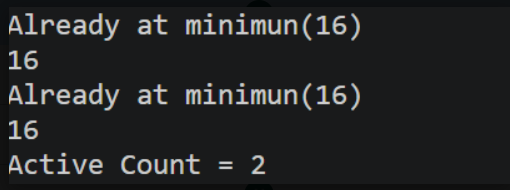 Already at minimun(16)
16
Already at minimun(16)
16
Active Count = 2